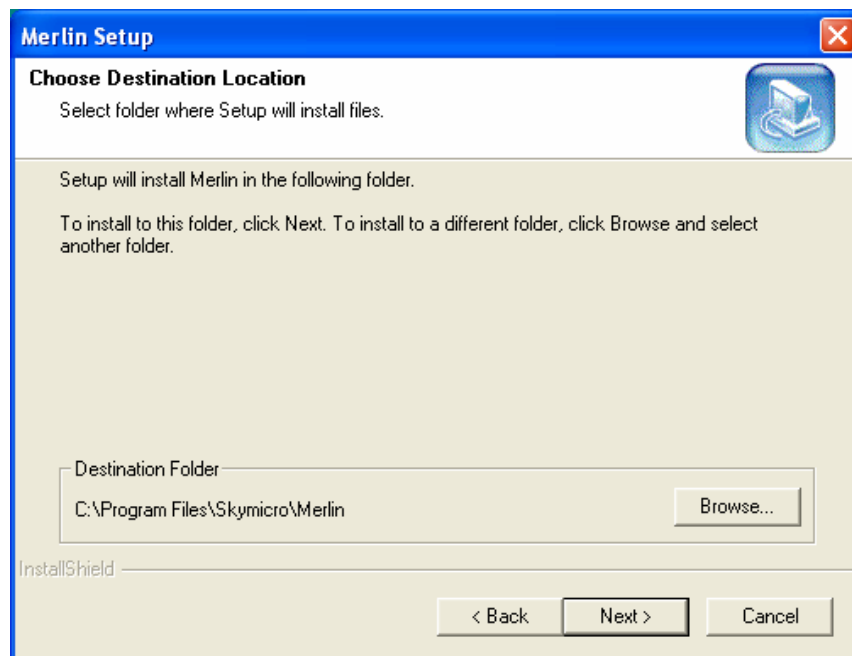 Merlin Setup
Choose Destination Location
Select folder where Setup will install files.
Setup will install Merlin in the following folder.
To install to this folder, click Next. To install to a different folder, click Browse and select
another folder.
Destination Folder
C:\Program Files\Skymicro\Merlin
Browse...
InstallShield
< Back
Next >
Cancel